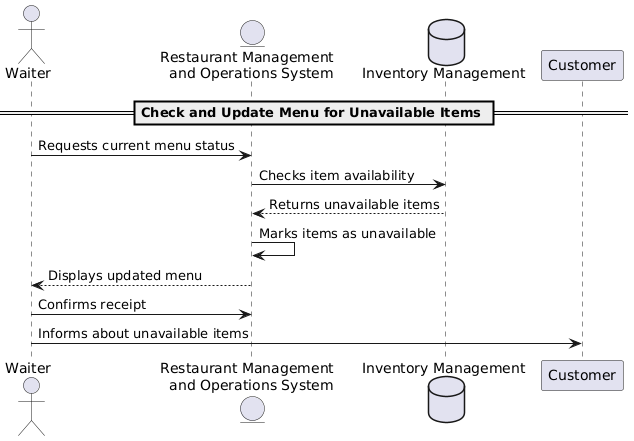 Waiter
Restaurant Management
and Operations System
Inventory Management
Customer
Check and Update Menu for Unavailable Items
Requests current menu status
Checks item availability
Returns unavailable items
Marks items as unavailable
Displays updated menu
Confirms receipt
Informs about unavailable items
Waiter
Restaurant Management
and Operations System
Inventory Management
Customer